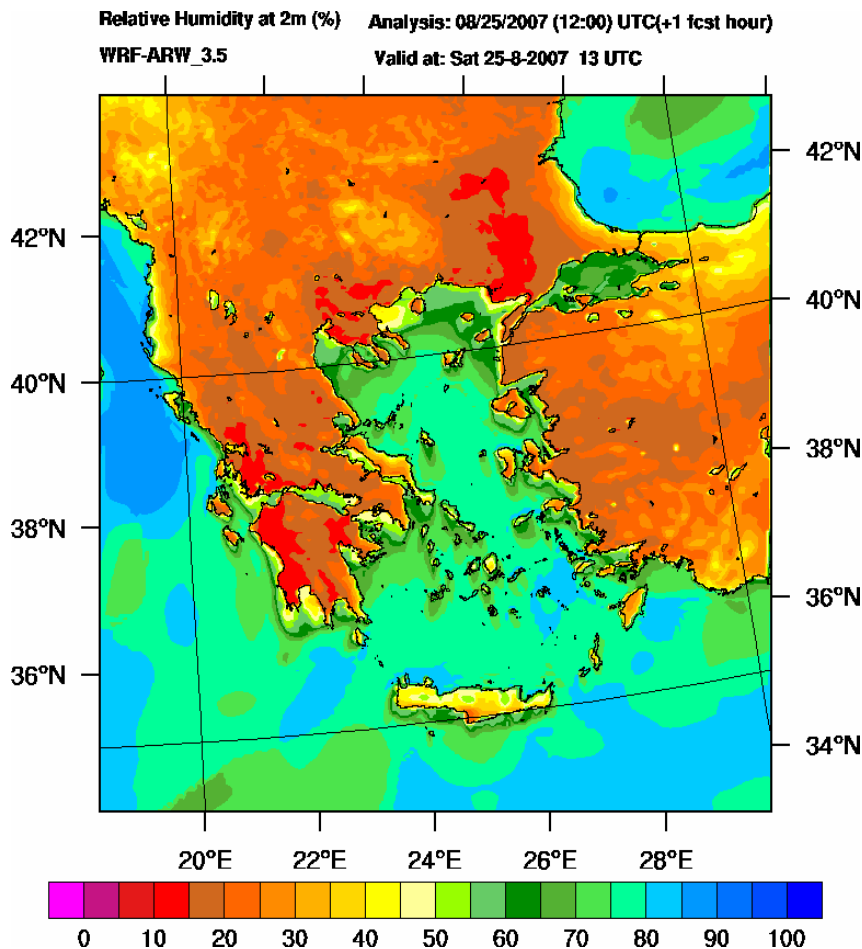 Relative Humidity at 2m (%) Analysis: 08/25/2007 (12:00) UTC(+1 fcst hour)
WRF-ARW_3.5 Valid at: Sat 25-8-2007 13 UTC
42°N
42°N
40°N
40°N
38°N
38°N
36°N
36°N
34°N
20°E 22°E 24°E 26°E 28°E
0 10 20 30 40 50 60 70 80 90 100